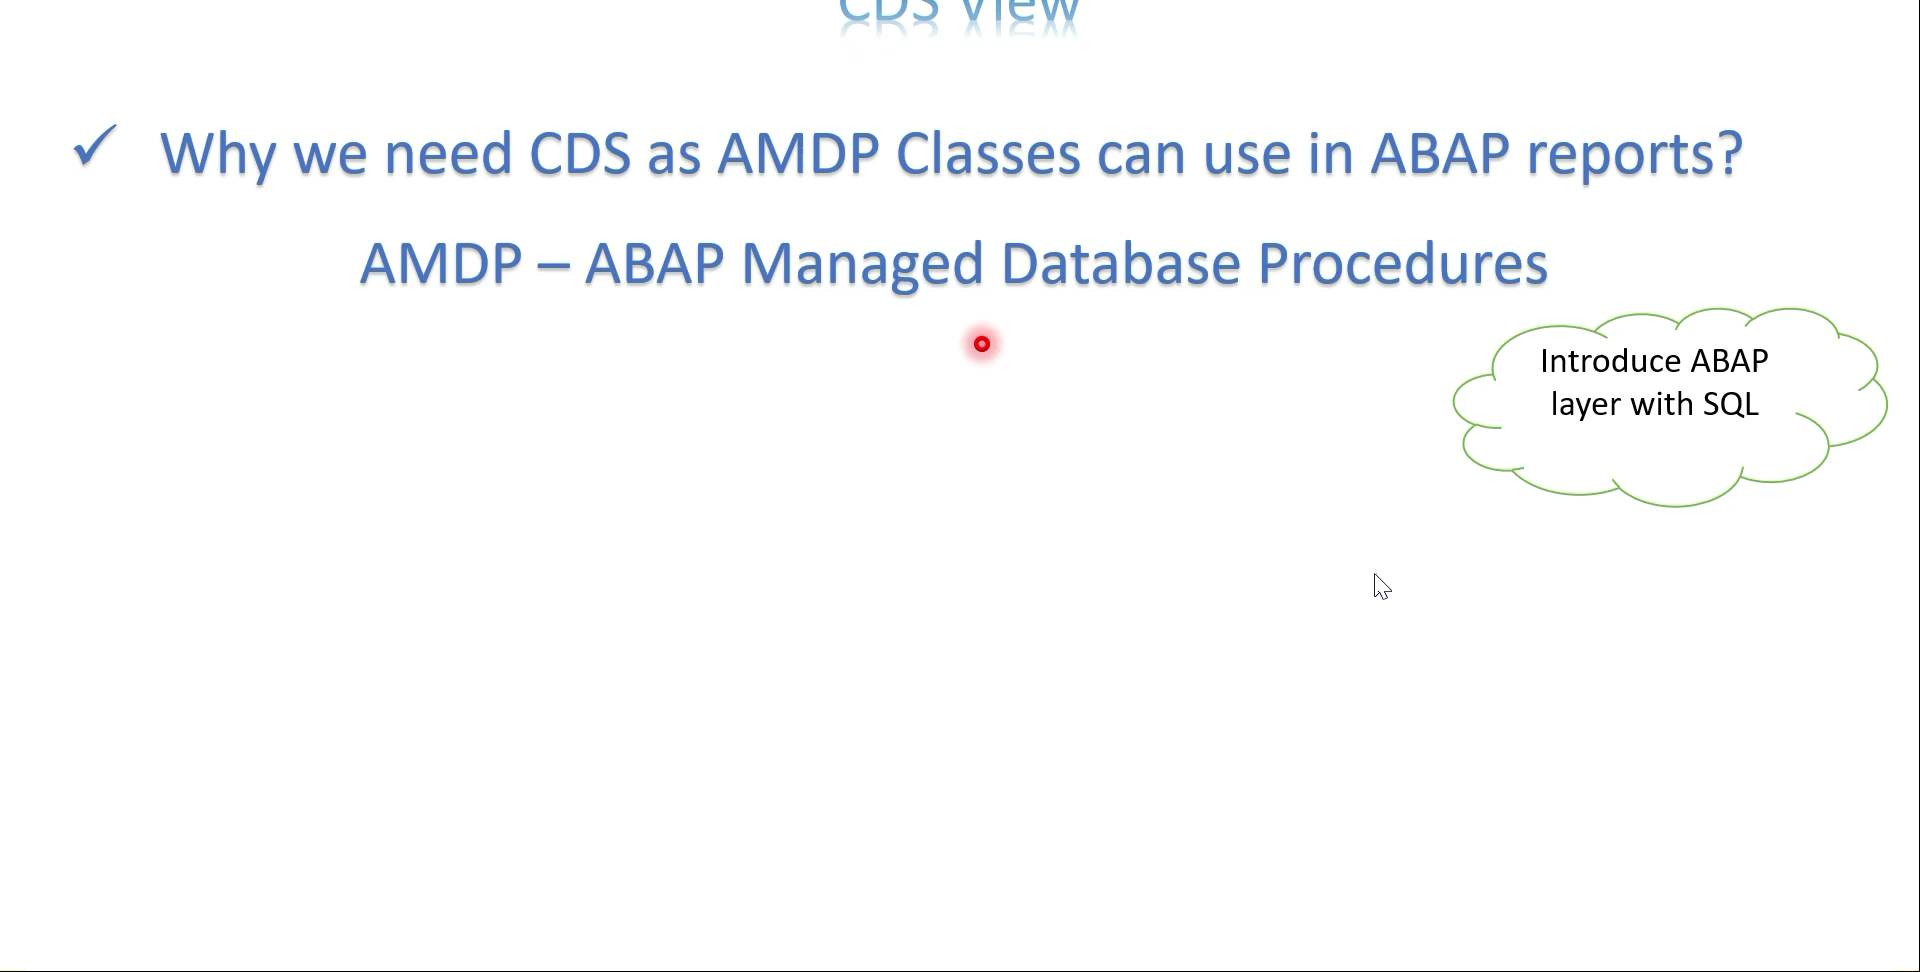 CDS View
✓ Why we need CDS as AMDP Classes can use in ABAP reports?
AMDP – ABAP Managed Database Procedures
Introduce ABAP
layer with SQL